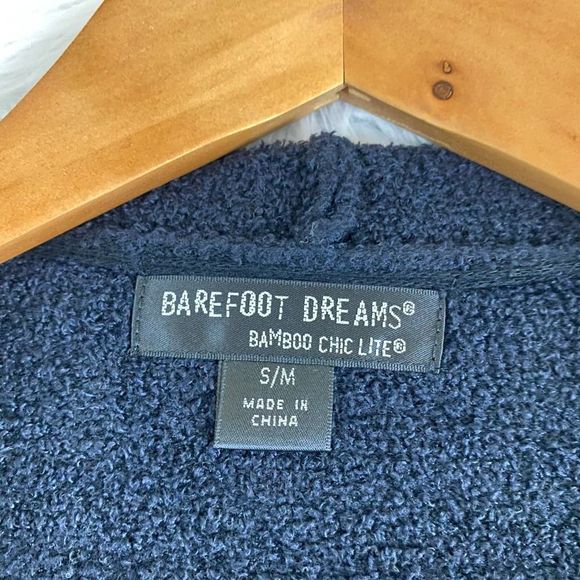 BAREFOOT DREAMS®
BAMBOO CHIC LITE®
S/M
MADE IN
CHINA